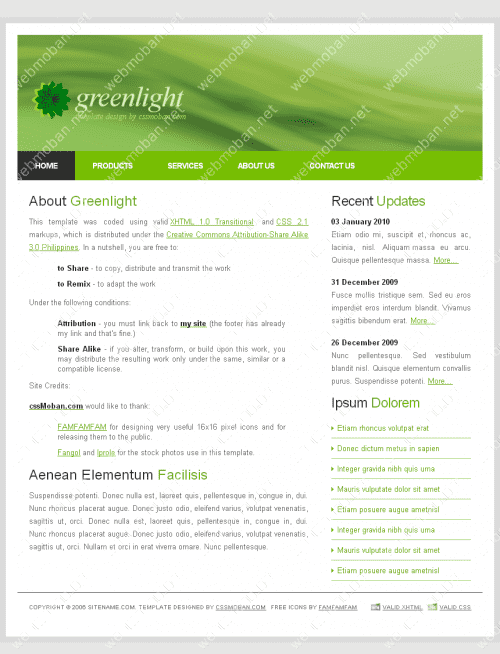 greenlight
template design by cssmoban.com
HOME PRODUCTS SERVICES ABOUT US CONTACT US
About Greenlight
This template was coded using valid XHTML 1.0 Transitional and CSS 2.1
markups, which is distributed under the Creative Commons Attribution-Share Alike
3.0 Philippines. In a nutshell, you are free to:
to Share - to copy, distribute and transmit the work
to Remix - to adapt the work
Under the following conditions:
Attribution - you must link back to my site (the footer has already
my link and that's fine.)
Share Alike - if you alter, transform, or build upon this work, you
may distribute the resulting work only under the same, similar or a
compatible license.
Site Credits:
cssMoban.com would like to thank:
FAMFAMFAM for designing very useful 16x16 pixel icons and for
releasing them to the public.
Fangol and iprole for the stock photos use in this template.
Aenean Elementum Facilisis
Suspendisse potenti. Donec nulla est, laoreet quis, pellentesque in, congue in, dui.
Nunc rhoncus placerat augue. Donec justo odio, eleifend varius, volutpat venenatis,
sagittis ut, orci. Donec nulla est, laoreet quis, pellentesque in, congue in, dui.
Nunc rhoncus placerat augue. Donec justo odio, eleifend varius, volutpat venenatis,
sagittis ut, orci. Nullam st orci in erat viverra ornare. Nunc pellentesque.
Recent Updates
03 January 2010
Etiam odio mi, suscipit et, rhoncus ac,
lacinia, nisl. Aliquam massa eu arcu.
Quisque pellentesque massa. More...
31 December 2009
Fusce mollis tristique sem. Sed eu eros
imperdiet eros interdum blandit. Vivamus
sagittis bibendum erat. More...
26 December 2009
Nunc pellentesque. Sed vestibulum
blandit nisl. Quisque elementum convallis
purus. Suspendisse potenti. More...
Ipsum Dolorem
Etiam rhoncus volutpat erat
Donec dictum metus in sapien
Integer gravida nibh quis urna
Mauris vulputate dolor sit amet
Etiam posuere augue ametnisl
Integer gravida nibh quis urna
Mauris vulputate dolor sit amet
Etiam posuere augue ametnisl
COPYRIGHT © 2006 SITENAME.COM. TEMPLATE DESIGNED BY CSSMOBAN.COM. FREE ICONS BY FAMFAMFAM VALID XHTML VALID CSS
webmoban.net